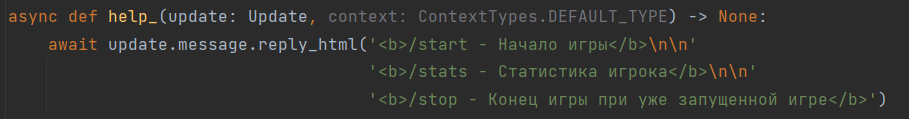 async def help_(update: Update, context: ContextTypes.DEFAULT_TYPE) -> None:
    await update.message.reply_html('<b>/start - Начало игры</b>\n\n'
                                    '<b>/stats - Статистика игрока</b>\n\n'
                                    '<b>/stop - Конец игры при уже запущенной игре</b>')